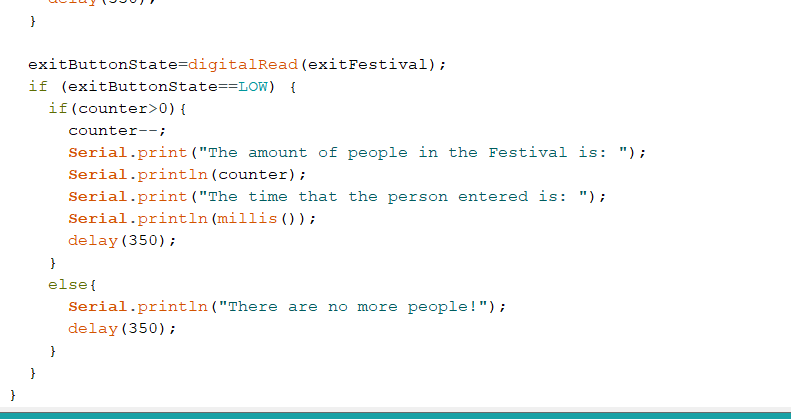 }
exitButtonState=digitalRead(exitFestival);
if (exitButtonState==LOW) {
if(counter>0){
counter--;
Serial.print("The amount of people in the Festival is: ");
Serial.println(counter);
Serial.print("The time that the person entered is: ");
Serial.println(millis());
delay(350);
}
else{
Serial.println("There are no more people!");
delay(350);
}
}
}